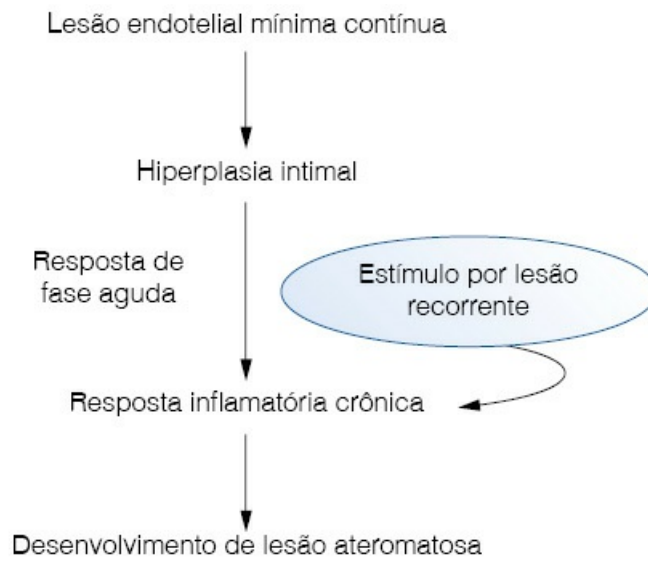 Lesão endotelial mínima contínua
Hiperplasia intimal
Resposta de
fase aguda
Estímulo por lesão
recorrente
Resposta inflamatória crônica
Desenvolvimento de lesão ateromatosa